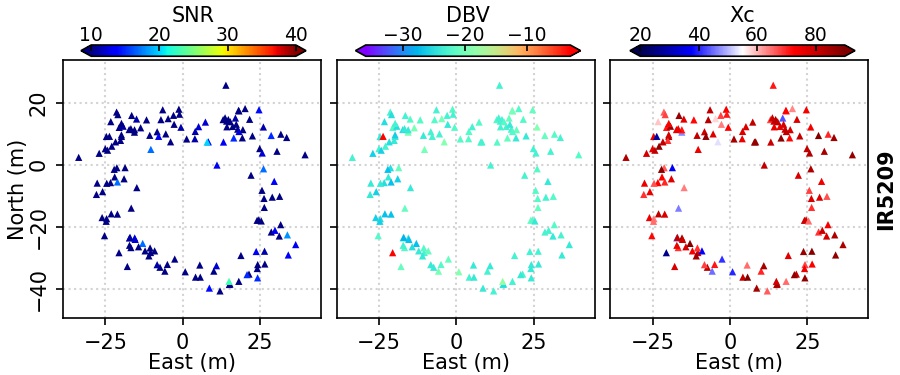 SNR DBV Xc
10 20 30 40 −30 −20 −10 20 40 60 80
20
0
−20
−40
North (m)
−25 0 25 −25 0 25 −25 0 25
East (m) East (m) East (m)
IR5209